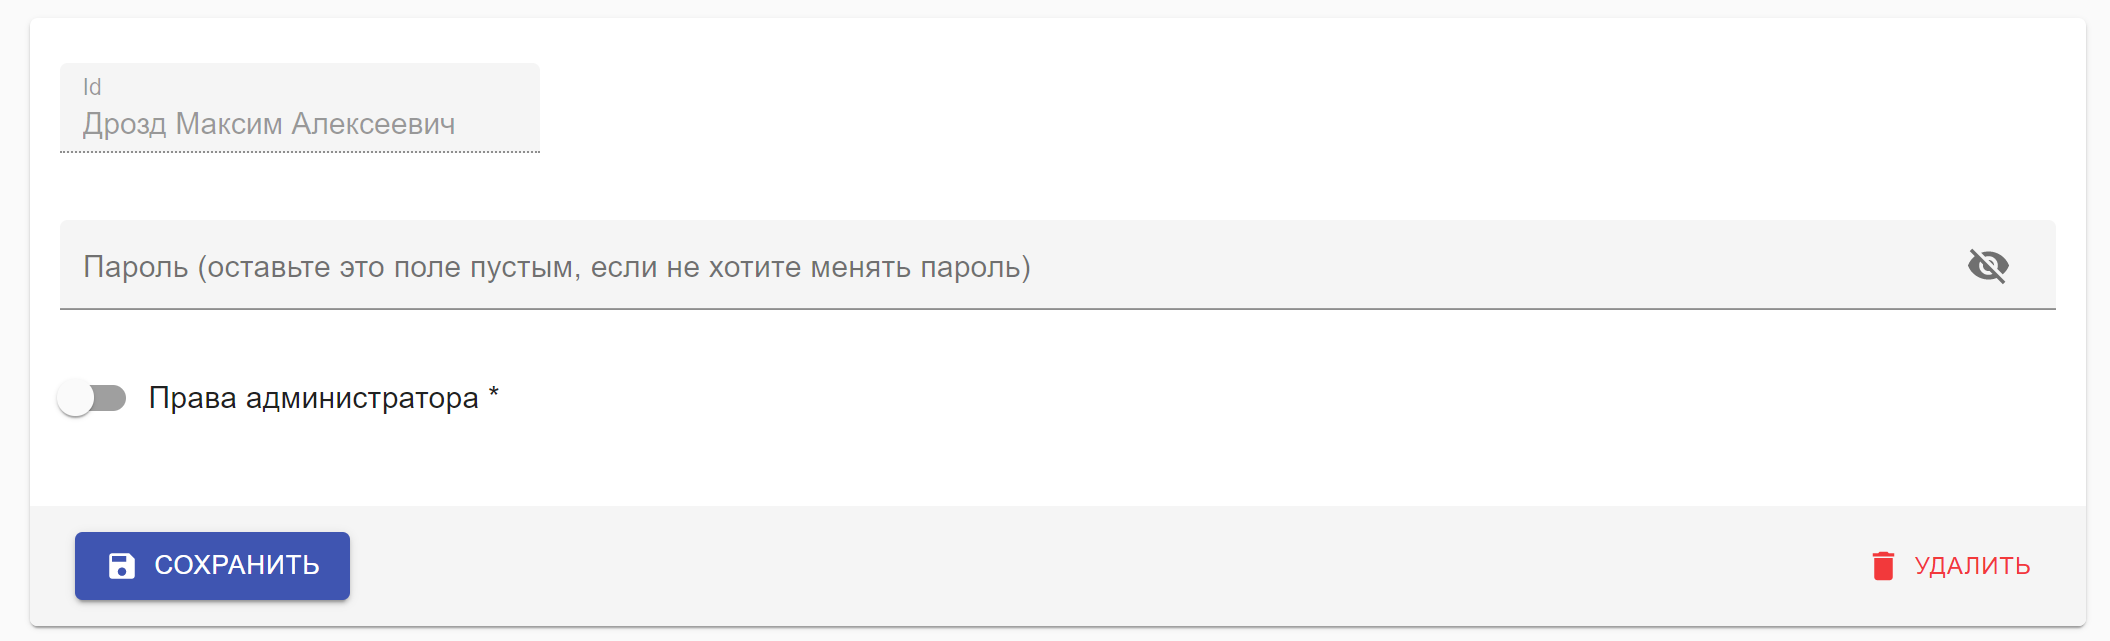 Id
Дрозд Максим Алексеевич
Пароль (оставьте это поле пустым, если не хотите менять пароль)
Права администратора *
СОХРАНИТЬ
УДАЛИТЬ